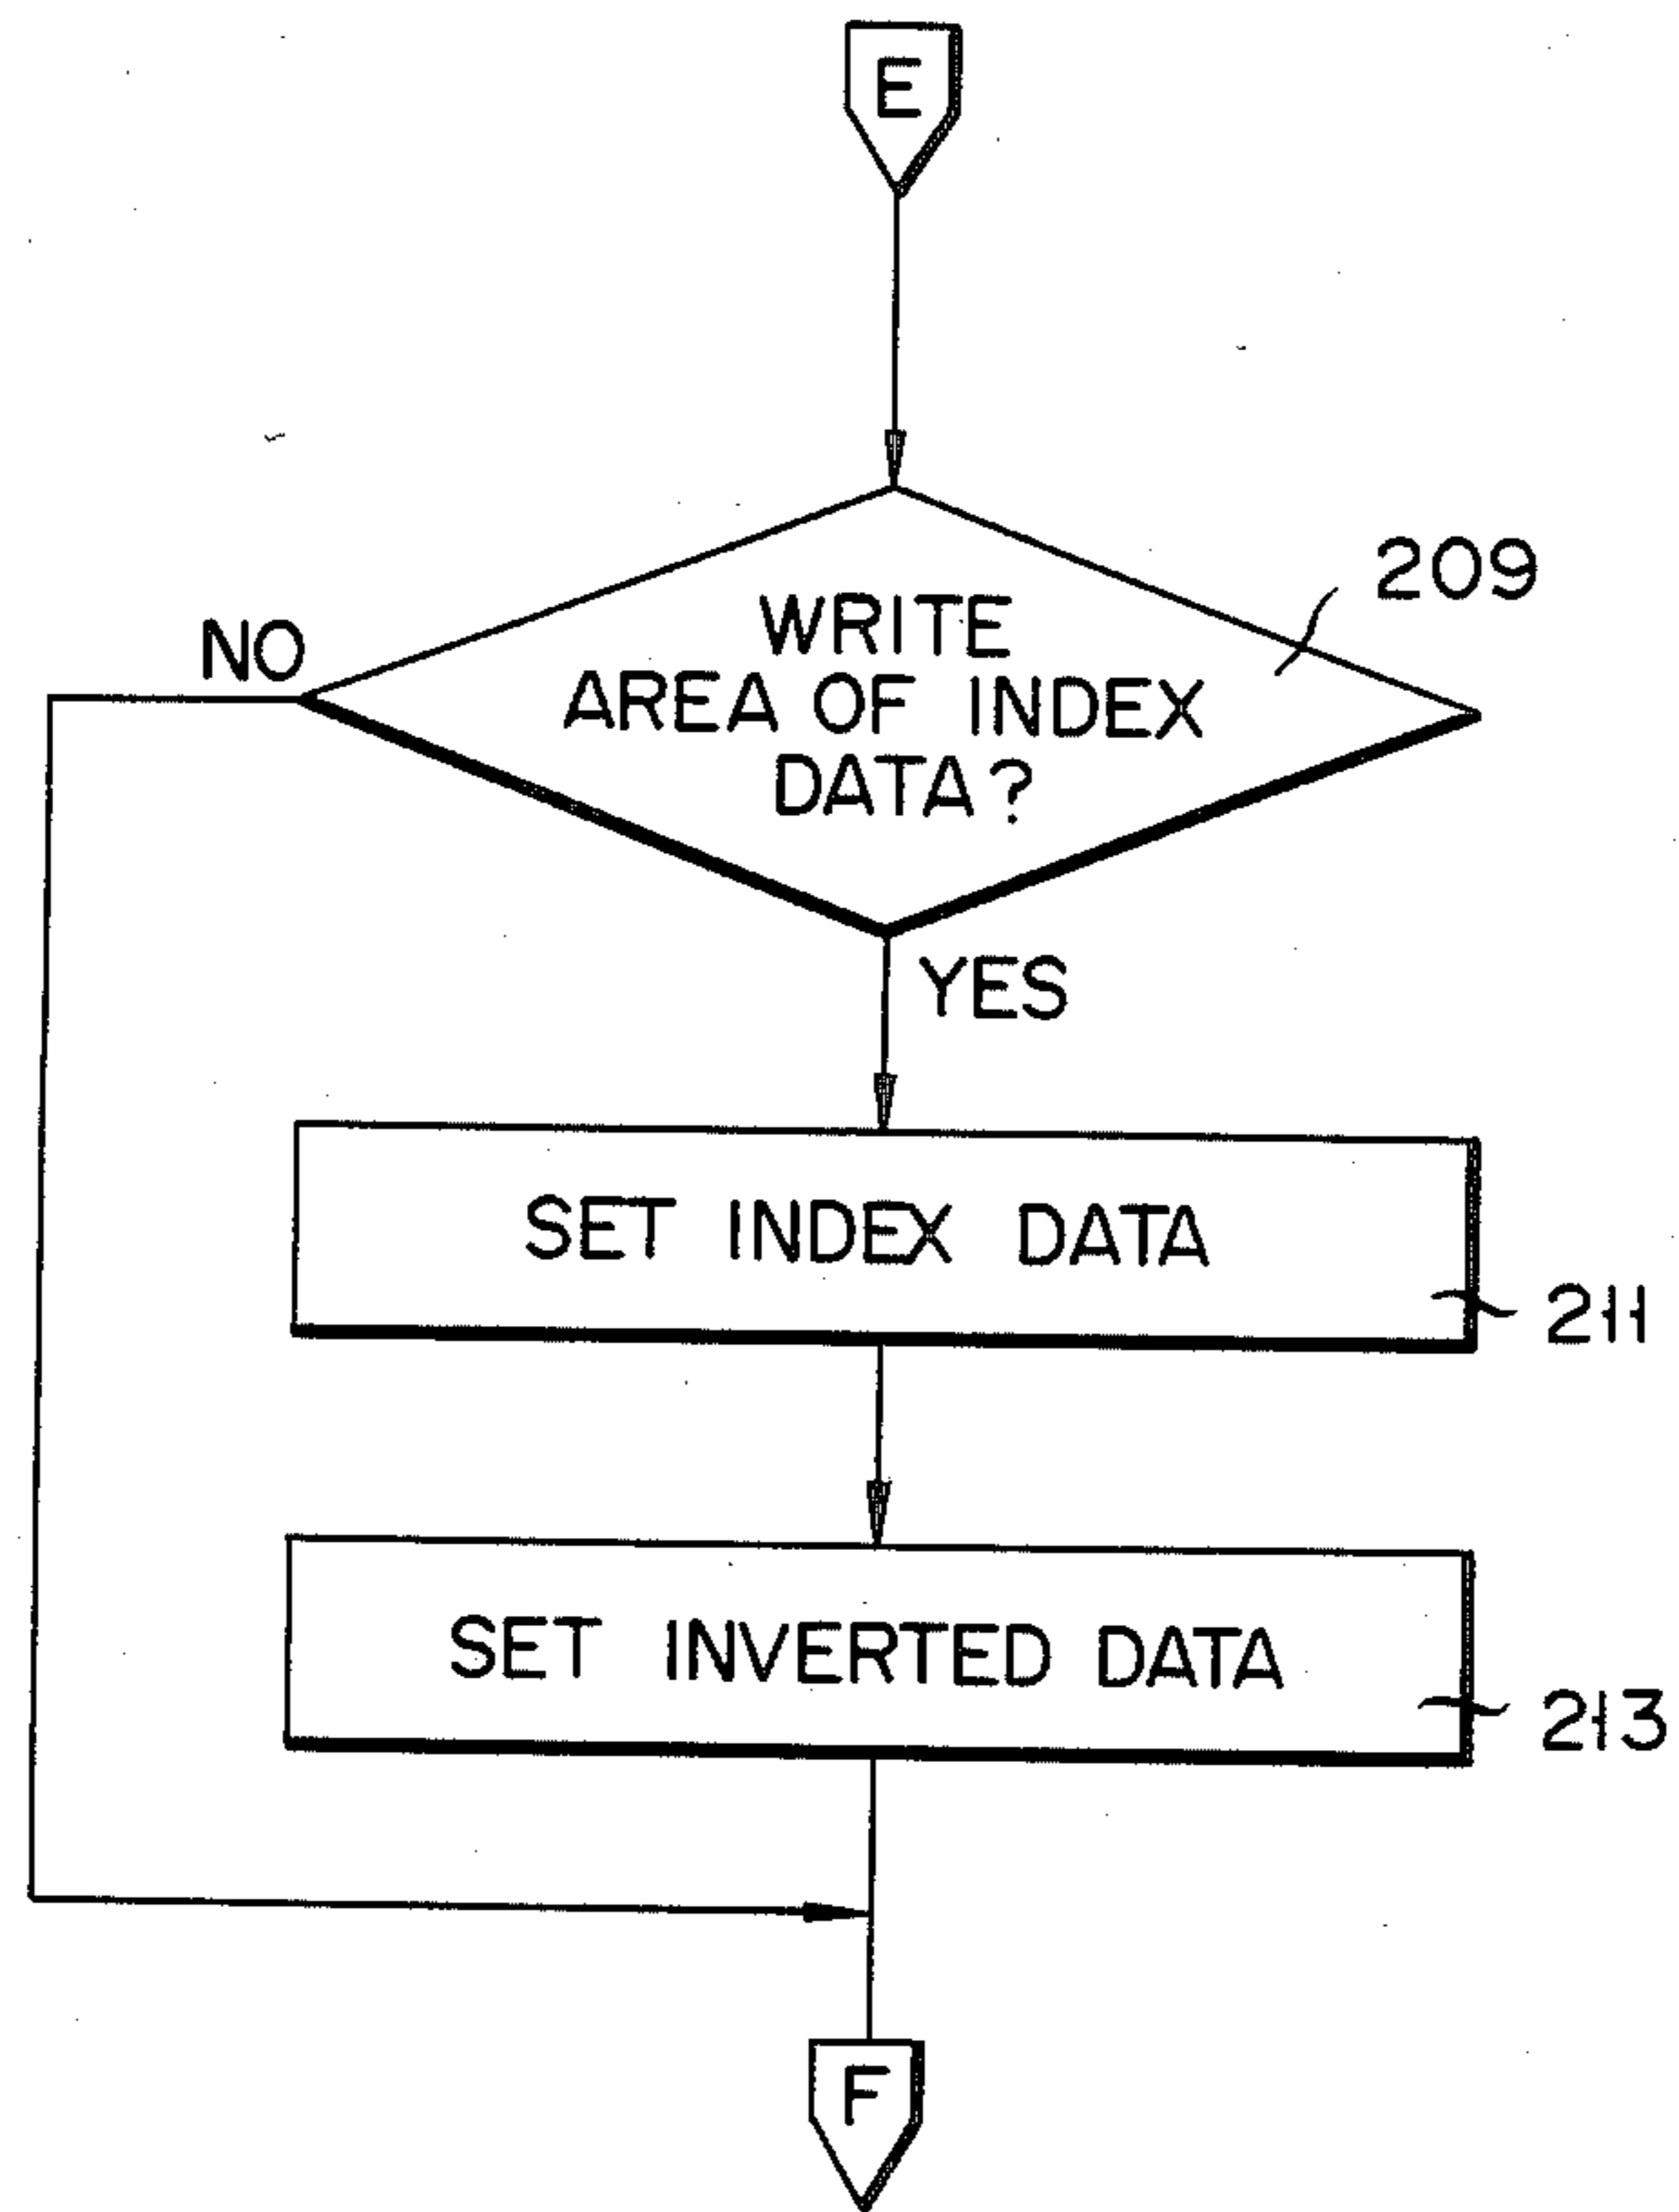 E
209
NO
WRITE
AREA OF INDEX
DATA?
YES
SET INDEX DATA
211
SET INVERTED DATA
213
F